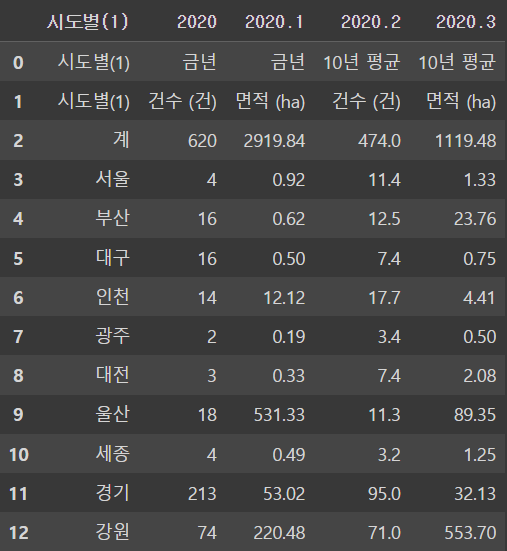 시도별(1) 2020 2020.1 2020.2 2020.3
0 시도별(1) 금년 금년 10년 평균 10년 평균
1 시도별(1) 건수 (건) 면적 (ha) 건수 (건) 면적 (ha)
2 계 620 2919.84 474.0 1119.48
3 서울 4 0.92 11.4 1.33
4 부산 16 0.62 12.5 23.76
5 대구 16 0.50 7.4 0.75
6 인천 14 12.12 17.7 4.41
7 광주 2 0.19 3.4 0.50
8 대전 3 0.33 7.4 2.08
9 울산 18 531.33 11.3 89.35
10 세종 4 0.49 3.2 1.25
11 경기 213 53.02 95.0 32.13
12 강원 74 220.48 71.0 553.70